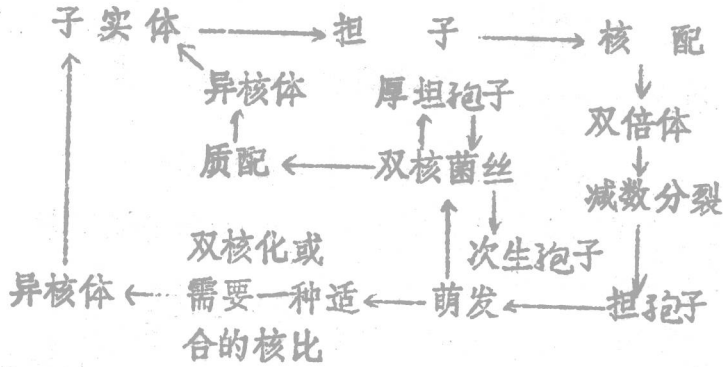 子实体 → 担子 → 核配
异核体 厚坦孢子
双倍体
质配 ← 双核菌丝
减数分裂
双核化或 次生孢子
异核体 ← 需要一种适 ← 萌发 ← 担孢子
合的核比